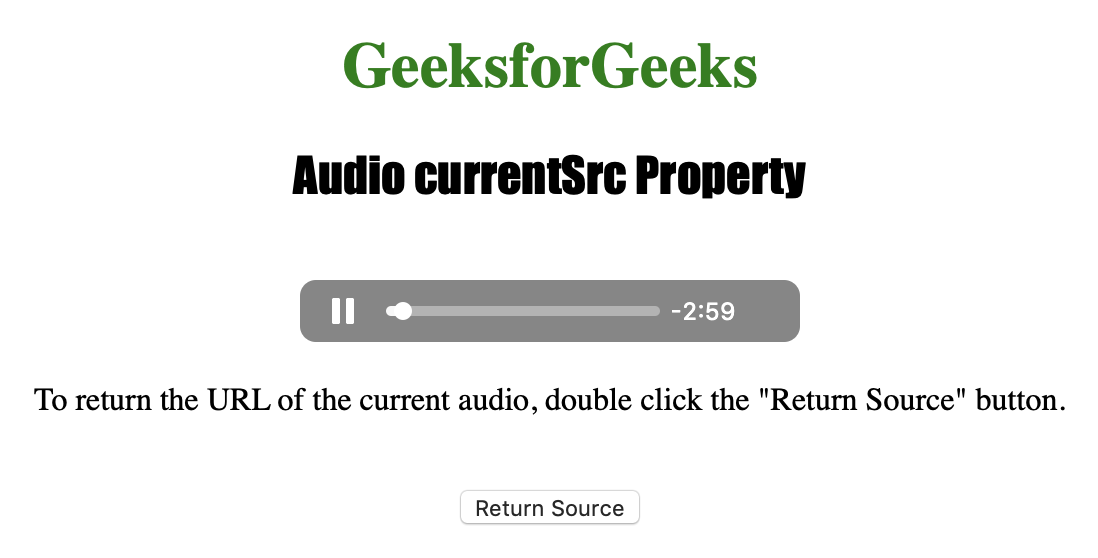 GeeksforGeeks
Audio currentSrc Property
-2:59
To return the URL of the current audio, double click the "Return Source" button.
Return Source